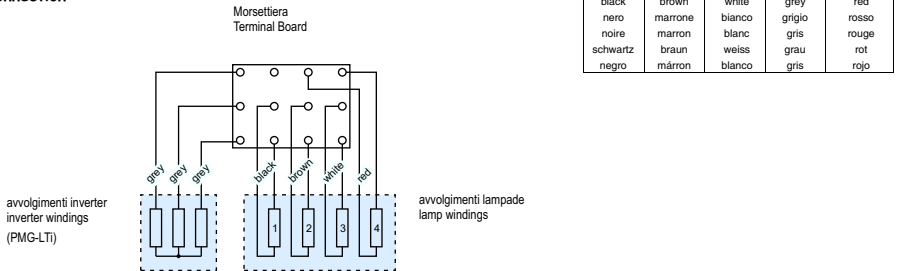 Morsettiera
Terminal Board
black brown white grey red
nero marrone bianco grigio rosso
noire marron blanc gris rouge
schwartz braun weiss grau rot
negro márron blanco gris rojo
grey grey grey black brown white red
avvolgimenti inverter
inverter windings
(PMG-LTi)
1 2 3 4
avvolgimenti lampade
lamp windings